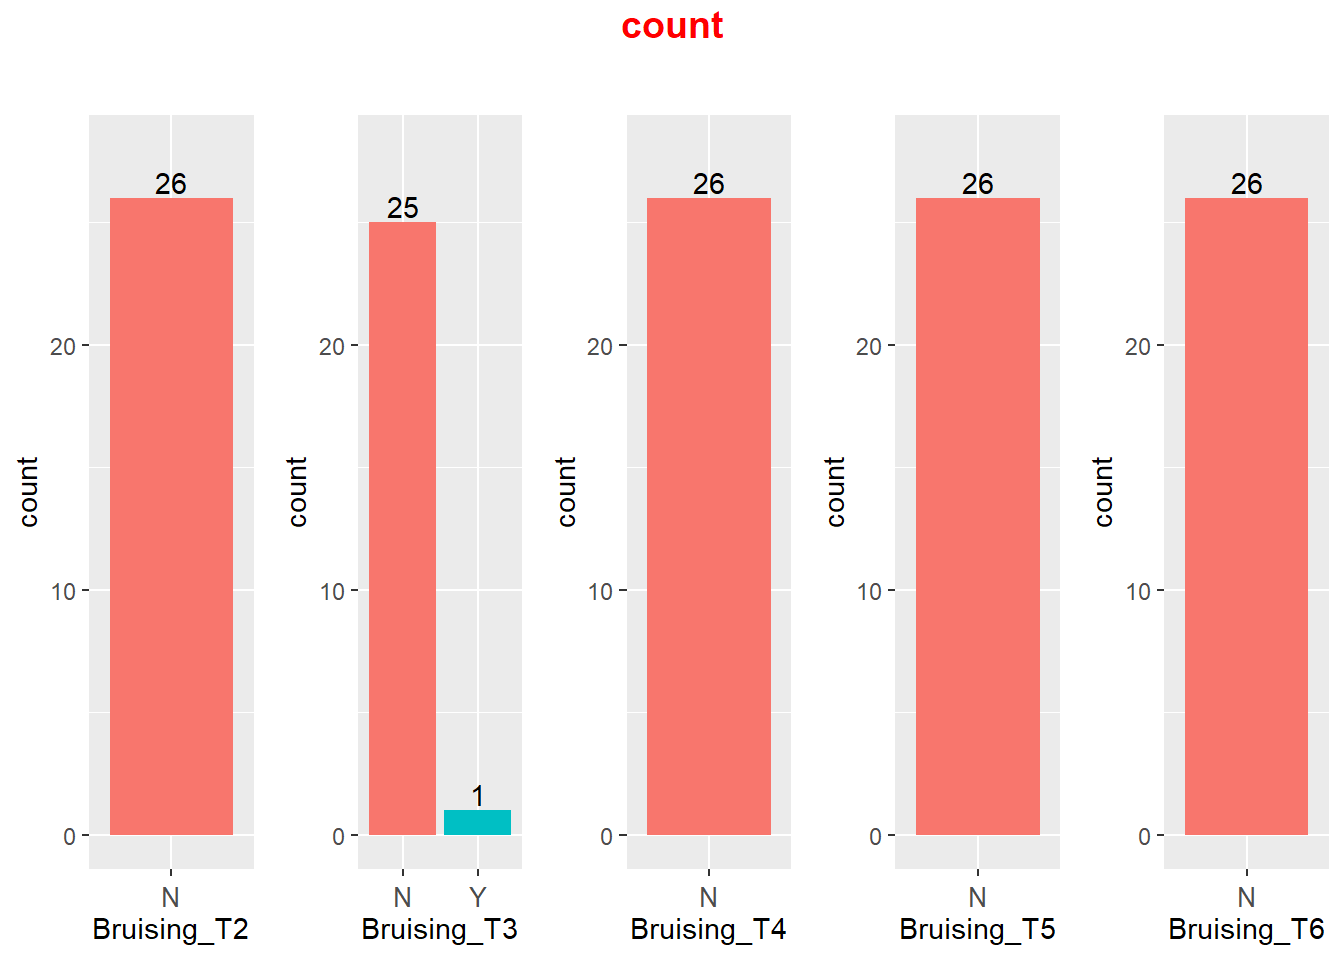 count
26 25 26 26 26
20 20 20 20 20
count count count count count
10 10 10 10 10
1
0 0 0 0 0
N N Y N N N
Bruising_T2 Bruising_T3 Bruising_T4 Bruising_T5 Bruising_T6